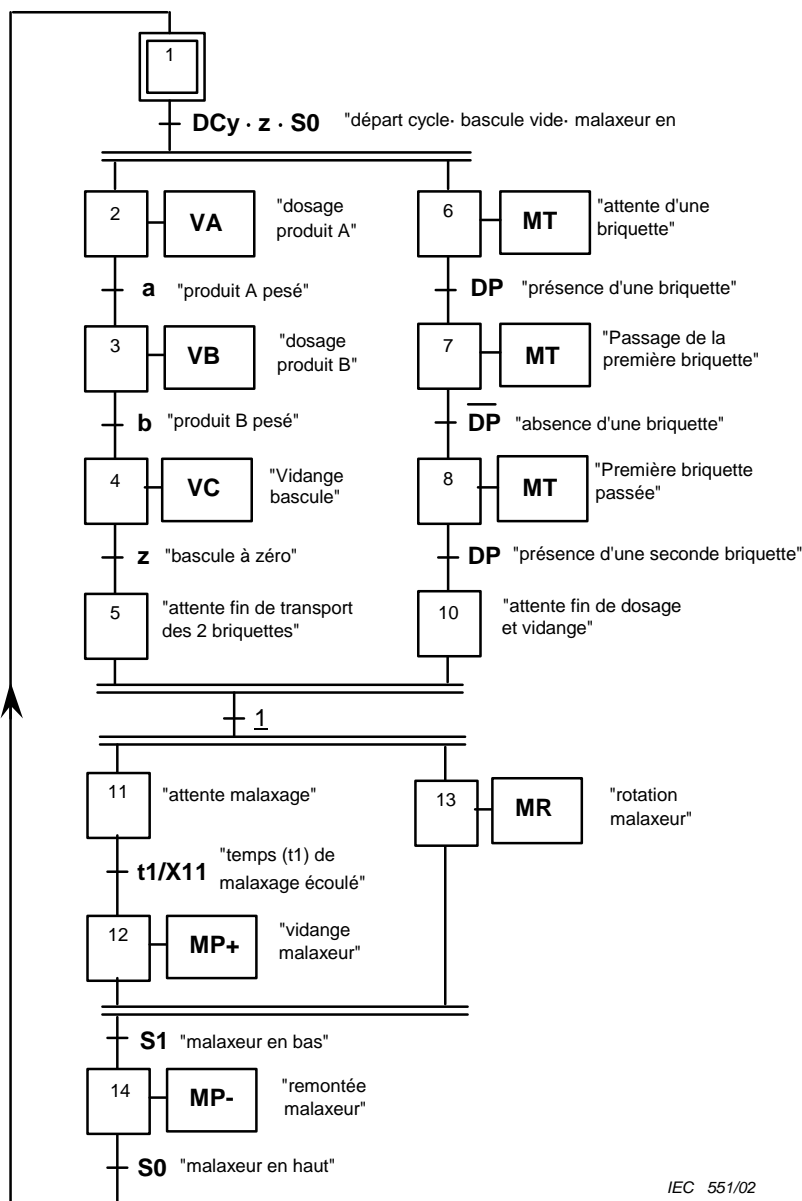 1
DCy · z · S0 "départ cycle· bascule vide· malaxeur en
2
VA
"dosage
produit A"
6
MT
"attente d'une
briquette"
a "produit A pesé"
DP "présence d'une briquette"
3
VB
"dosage
produit B"
7
MT
"Passage de la
première briquette"
b "produit B pesé"
D̅P̅ "absence d'une briquette"
4
VC
"Vidange
bascule"
8
MT
"Première briquette
passée"
z "bascule à zéro"
DP "présence d'une seconde briquette"
5
"attente fin de transport
des 2 briquettes"
10
"attente fin de dosage
et vidange"
1
11
"attente malaxage"
13
MR
"rotation
malaxeur"
t1/X11
"temps (t1) de
malaxage écoulé"
12
MP+
"vidange
malaxeur"
S1 "malaxeur en bas"
14
MP-
"remontée
malaxeur"
S0 "malaxeur en haut"
IEC 551/02